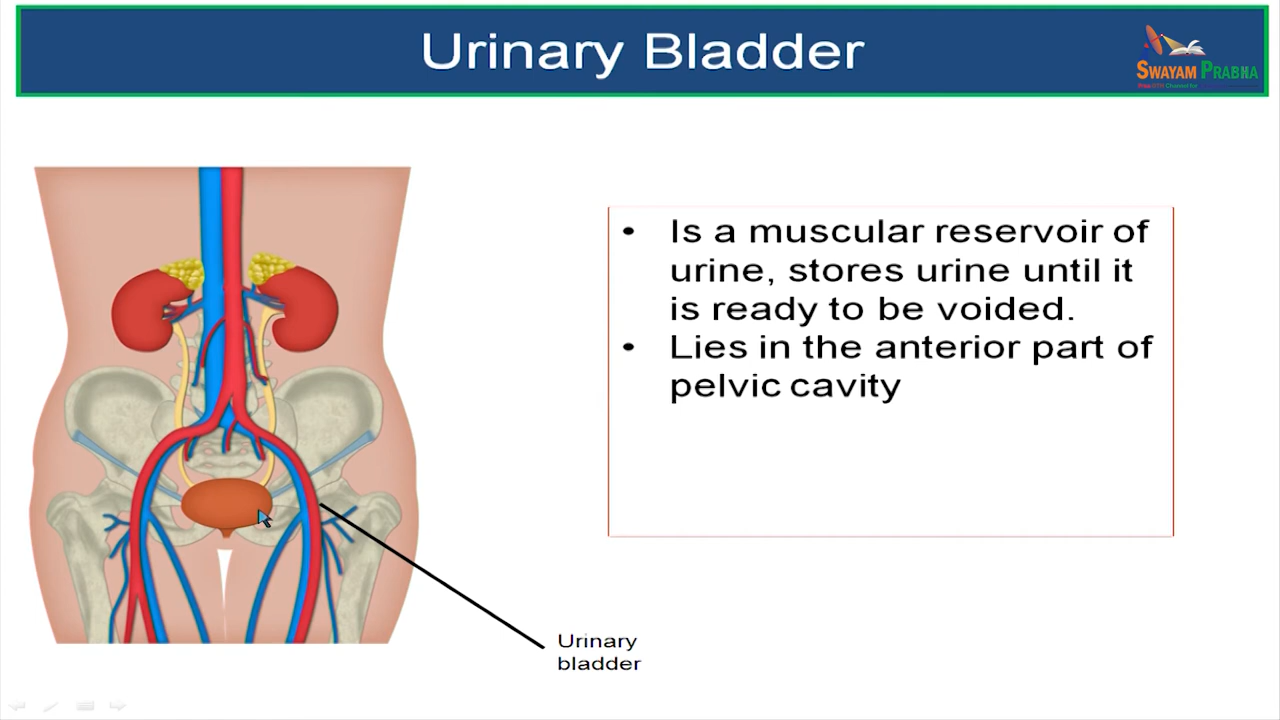 Urinary Bladder
SWAYAM PRABHA
• Is a muscular reservoir of
urine, stores urine until it
is ready to be voided.
• Lies in the anterior part of
pelvic cavity
Urinary
bladder